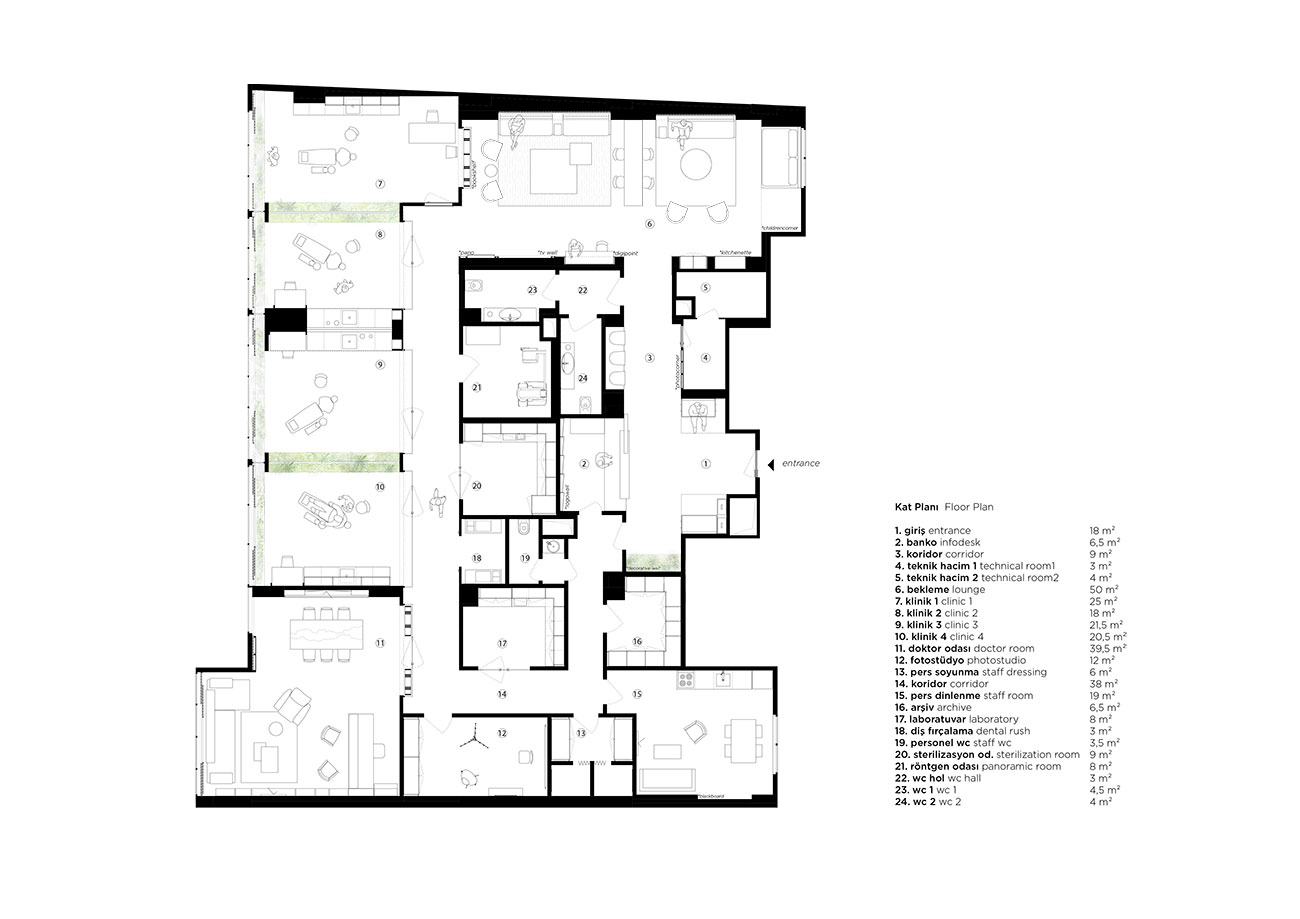 7
*bookshelf
6
*childrencorner
8
*pano
*tv wall
*digipoint
*kitchenette
23
22
5
9
3
4
*photocorner
21
24
20
2
1
entrance
*logowall
10
18
19
*decorative wall
11
17
16
14
15
12
13
*blackboard
Kat Planı Floor Plan
1. giriş entrance 18 m²
2. banko infodesk 6,5 m²
3. koridor corridor 9 m²
4. teknik hacim 1 technical room1 3 m²
5. teknik hacim 2 technical room2 4 m²
6. bekleme lounge 50 m²
7. klinik 1 clinic 1 25 m²
8. klinik 2 clinic 2 18 m²
9. klinik 3 clinic 3 21,5 m²
10. klinik 4 clinic 4 20,5 m²
11. doktor odası doctor room 39,5 m²
12. fotostüdyo photostudio 12 m²
13. pers soyunma staff dressing 6 m²
14. koridor corridor 38 m²
15. pers dinlenme staff room 19 m²
16. arşiv archive 6,5 m²
17. laboratuvar laboratory 8 m²
18. diş fırçalama dental rush 3 m²
19. personel wc staff wc 3,5 m²
20. sterilizasyon od. sterilization room 9 m²
21. röntgen odası panoramic room 8 m²
22. wc hol wc hall 3 m²
23. wc 1 wc 1 4,5 m²
24. wc 2 wc 2 4 m²